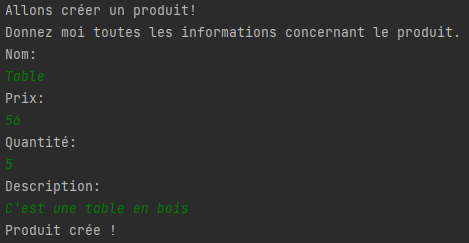 Allons créer un produit!
Donnez moi toutes les informations concernant le produit.
Nom:
Table
Prix:
56
Quantité:
5
Description:
C'est une table en bois
Produit crée !